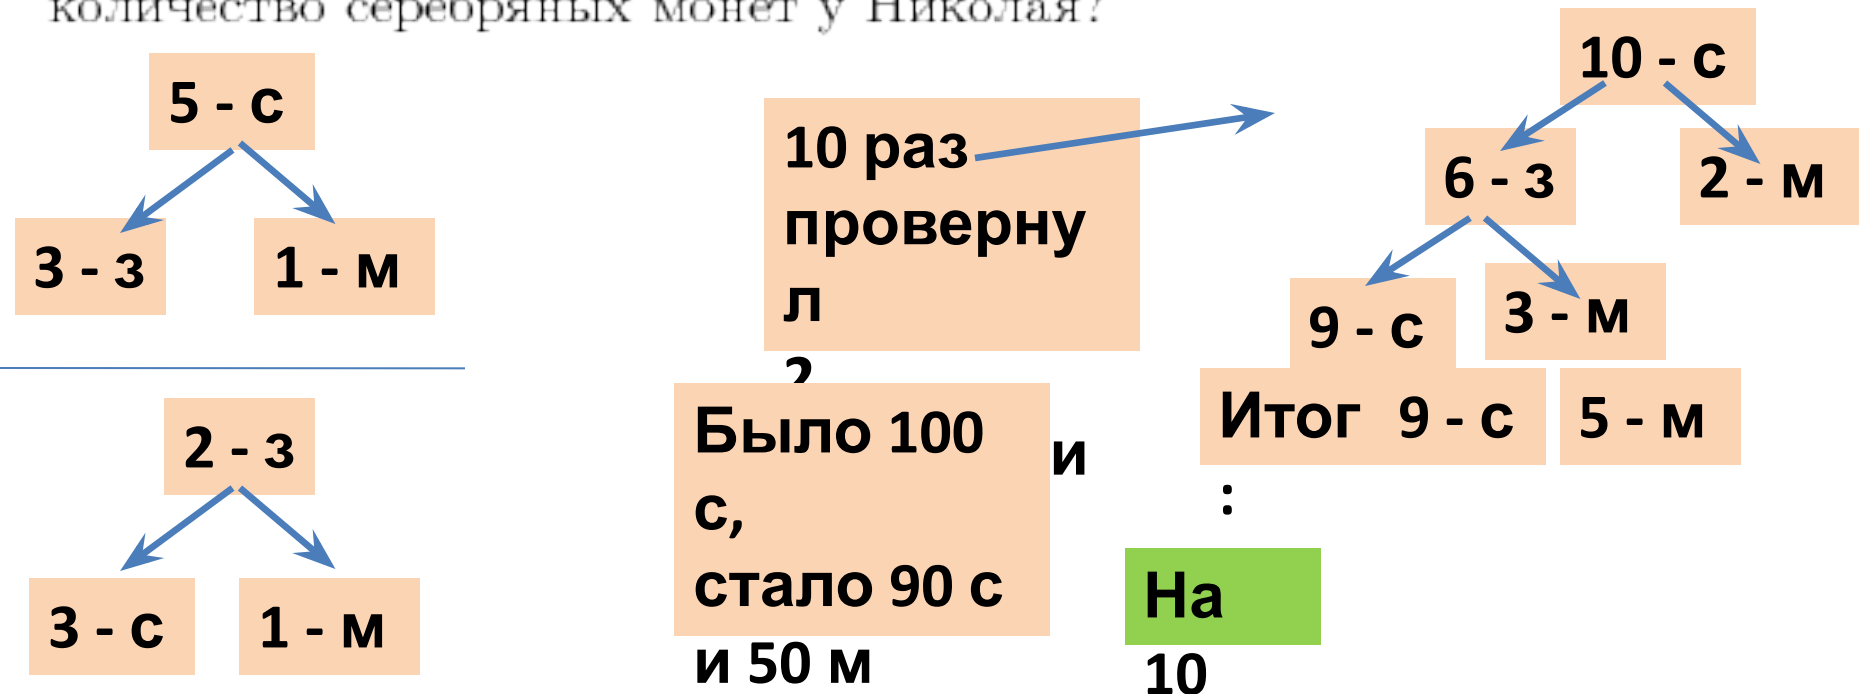 количество серебряных монет у Николая?
5 - с
3 - з
1 - м
2 - з
3 - с
1 - м
10 раз
проверну
л
2
и
Было 100
с,
стало 90 с
и 50 м
10 - с
6 - з
2 - м
9 - с
3 - м
Итог 9 - с
:
5 - м
На
10